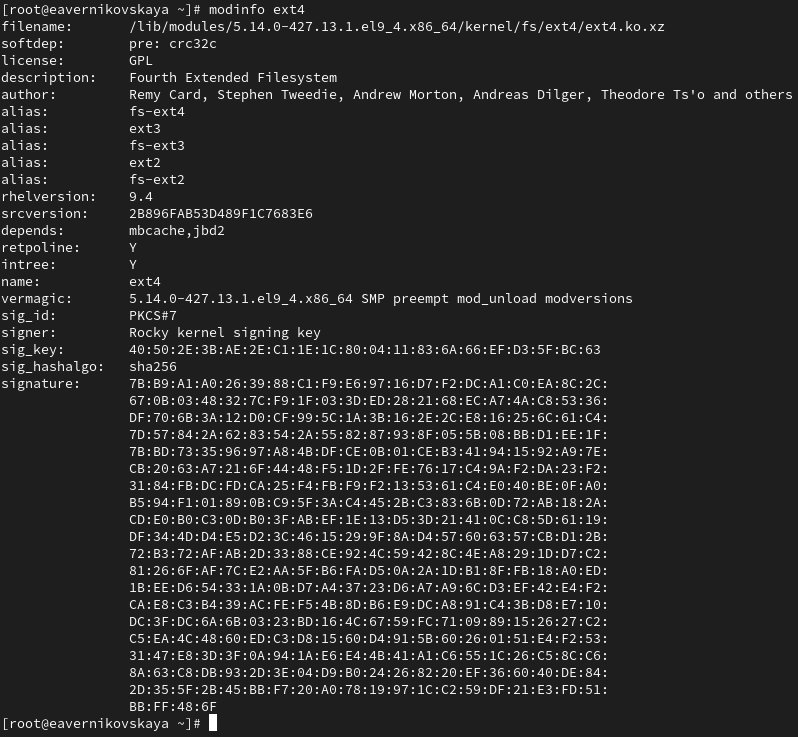 [root@eavernikovskaya ~]# modinfo ext4
filename:       /lib/modules/5.14.0-427.13.1.el9_4.x86_64/kernel/fs/ext4/ext4.ko.xz
softdep:        pre: crc32c
license:        GPL
description:    Fourth Extended Filesystem
author:         Remy Card, Stephen Tweedie, Andrew Morton, Andreas Dilger, Theodore Ts'o and others
alias:          fs-ext4
alias:          ext3
alias:          fs-ext3
alias:          ext2
alias:          fs-ext2
rhelversion:    9.4
srcversion:     2B896FAB53D489F1C7683E6
depends:        mbcache,jbd2
retpoline:      Y
intree:         Y
name:           ext4
vermagic:       5.14.0-427.13.1.el9_4.x86_64 SMP preempt mod_unload modversions
sig_id:         PKCS#7
signer:         Rocky kernel signing key
sig_key:        40:50:2E:3B:AE:2E:C1:1E:1C:80:04:11:83:6A:66:EF:D3:5F:BC:63
sig_hashalgo:   sha256
signature:      7B:B9:A1:A0:26:39:88:C1:F9:E6:97:16:D7:F2:DC:A1:C0:EA:8C:2C:
                67:0B:03:48:32:7C:F9:1F:03:3D:ED:28:21:68:EC:A7:4A:C8:53:36:
                DF:70:6B:3A:12:D0:CF:99:5C:1A:3B:16:2E:2C:E8:16:25:6C:61:C4:
                7D:57:84:2A:62:83:54:2A:55:82:87:93:8F:05:5B:08:BB:D1:EE:1F:
                7B:BD:73:35:96:97:A8:4B:DF:CE:0B:01:CE:B3:41:94:15:92:A9:7E:
                CB:20:63:A7:21:6F:44:48:F5:1D:2F:FE:76:17:C4:9A:F2:DA:23:F2:
                31:84:FB:DC:FD:CA:25:F4:FB:F9:F2:13:53:61:C4:E0:40:BE:0F:A0:
                B5:94:F1:01:89:0B:C9:5F:3A:C4:45:2B:C3:83:6B:0D:72:AB:18:2A:
                CD:E0:B0:C3:0D:B0:3F:AB:EF:1E:13:D5:3D:21:41:0C:C8:5D:61:19:
                DF:34:4D:D4:E5:D2:3C:46:15:29:9F:8A:D4:57:60:63:57:CB:D1:2B:
                72:B3:72:AF:AB:2D:33:88:CE:92:4C:59:42:8C:4E:A8:29:1D:D7:C2:
                81:26:6F:AF:7C:E2:AA:5F:B6:FA:D5:0A:2A:1D:B1:8F:FB:18:A0:ED:
                1B:EE:D6:54:33:1A:0B:D7:A4:37:23:D6:A7:A9:6C:D3:EF:42:E4:F2:
                CA:E8:C3:B4:39:AC:FE:F5:4B:8D:B6:E9:DC:A8:91:C4:3B:D8:E7:10:
                DC:3F:DC:6A:6B:03:23:BD:16:4C:67:59:FC:71:09:89:15:26:27:C2:
                C5:EA:4C:48:60:ED:C3:D8:15:60:D4:91:5B:60:26:01:51:E4:F2:53:
                31:47:E8:3D:3F:0A:94:1A:E6:E4:4B:41:A1:C6:55:1C:26:C5:8C:C6:
                8A:63:C8:DB:93:2D:3E:04:D9:B0:24:26:82:20:EF:36:60:40:DE:84:
                2D:35:5F:2B:45:BB:F7:20:A0:78:19:97:1C:C2:59:DF:21:E3:FD:51:
                BB:FF:48:6F
[root@eavernikovskaya ~]#